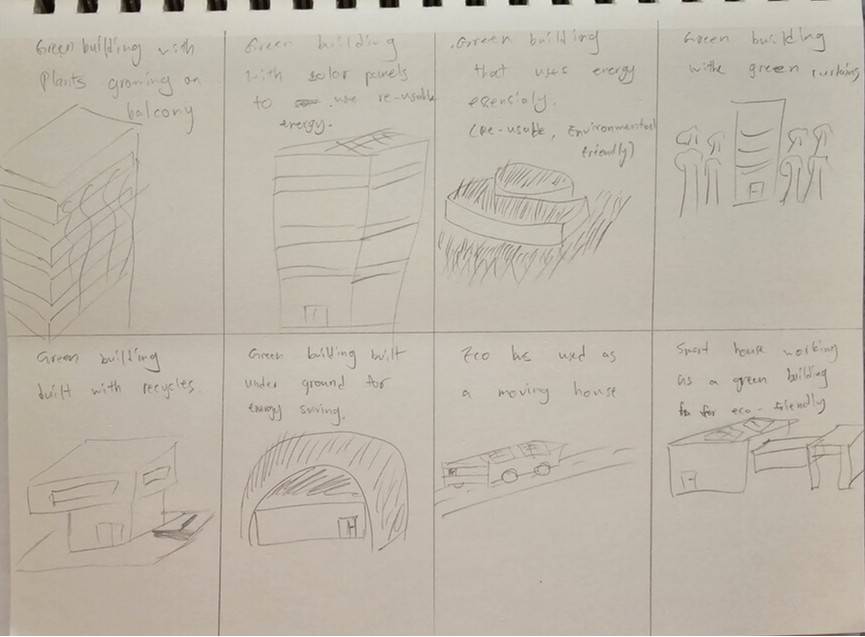 Green building with
plants growing on
balcony
Green building
with solar panels
to use re-usable
energy.
Green building
that uses energy
esencialy.
(re-usable, Environmental
friendly)
Green building
with green
Green building
built with recycles
Green building built
under ground for
energy saving.
Eco bus used as
a moving house
Smart house working
as a green building
for eco-friendly